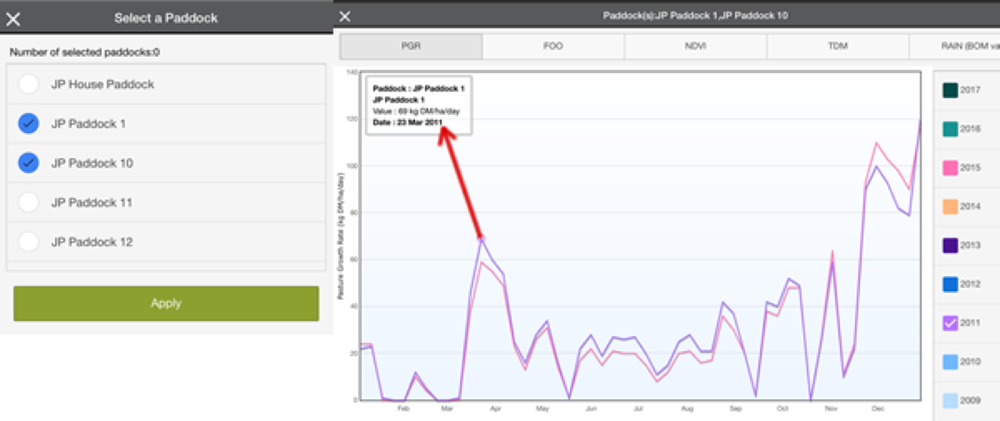 Select a Paddock
Number of selected paddocks:0
JP House Paddock
JP Paddock 1
JP Paddock 10
JP Paddock 11
JP Paddock 12
Apply
Paddock(s):JP Paddock 1,JP Paddock 10
PGR
FOO
NDVI
TDM
RAIN (BOM
Paddock : JP Paddock 1
JP Paddock 1
Value : 69 kg DM/ha/day
Date : 23 Mar 2011
Pasture Growth Rate (kg DM/ha/day)
140
120
100
80
60
40
20
0
Feb
Mar
Apr
May
Jun
Jul
Aug
Sep
Oct
Nov
Dec
2017
2016
2015
2014
2013
2012
2011
2010
2009